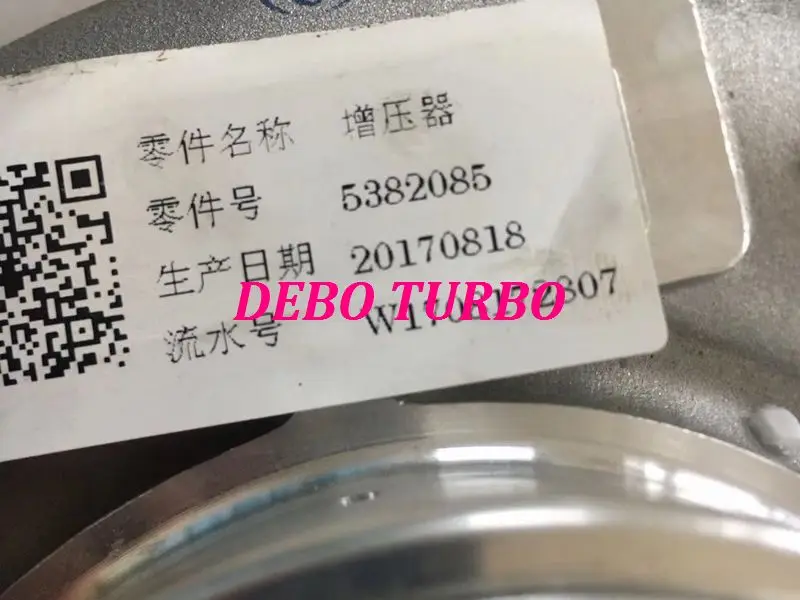 零件名称 增压器
零件号 5382085
生产日期 20170818
DEBO TURBO
流水号